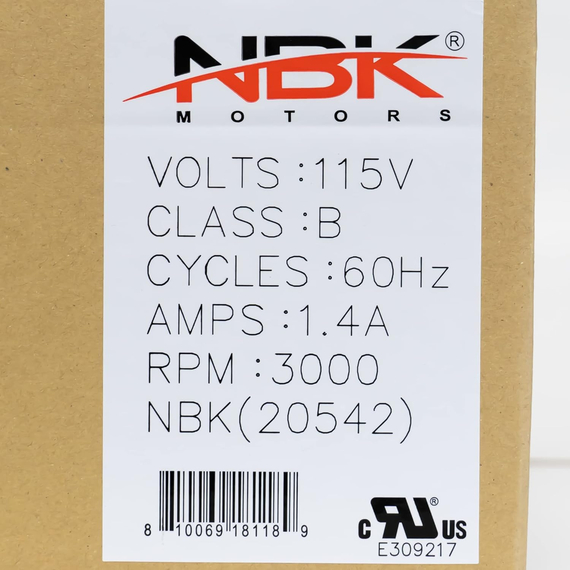 NBK®
MOTORS
VOLTS :115V
CLASS :B
CYCLES :60Hz
AMPS :1.4A
RPM :3000
NBK(20542)
8 10069 18118 9
c RU® US
E309217